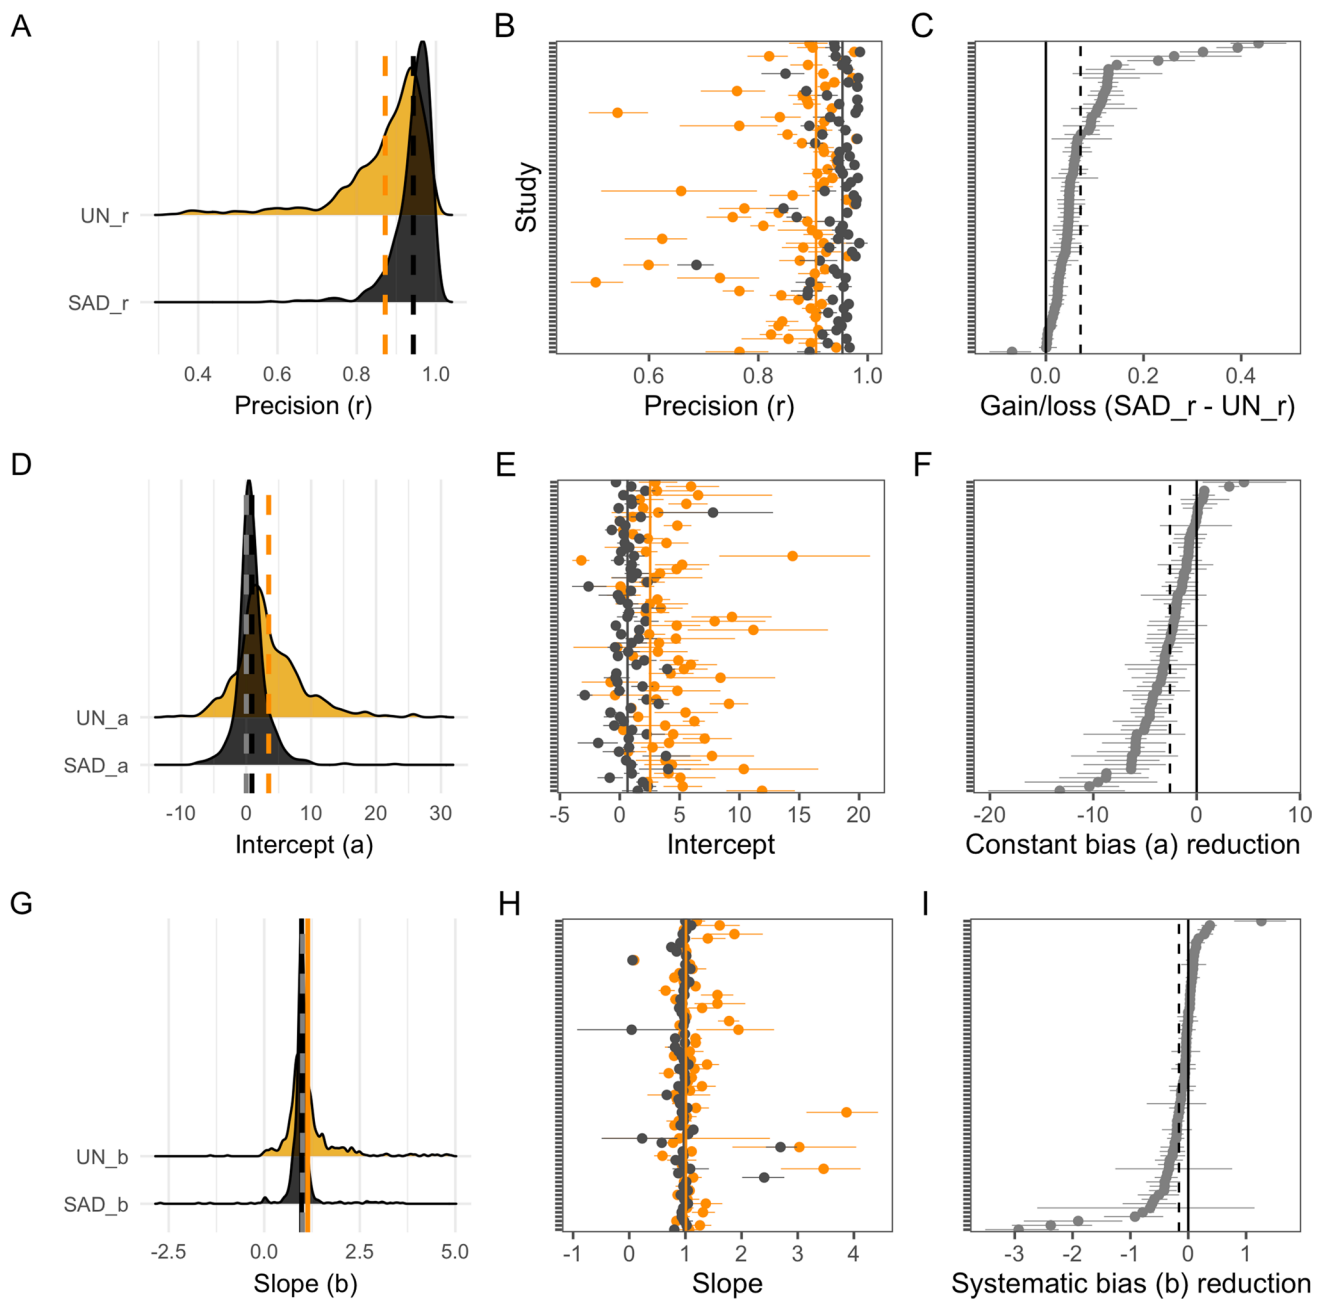 A
B
C
UN_r
SAD_r
Study
0.4 0.6 0.8 1.0
0.6 0.8 1.0
0.0 0.2 0.4
Precision (r)
Precision (r)
Gain/loss (SAD_r - UN_r)
D
E
F
UN_a
SAD_a
-10 0 10 20 30
-5 0 5 10 15 20
-20 -10 0 10
Intercept (a)
Intercept
Constant bias (a) reduction
G
H
I
UN_b
SAD_b
-2.5 0.0 2.5 5.0
-1 0 1 2 3 4
-3 -2 -1 0 1
Slope (b)
Slope
Systematic bias (b) reduction